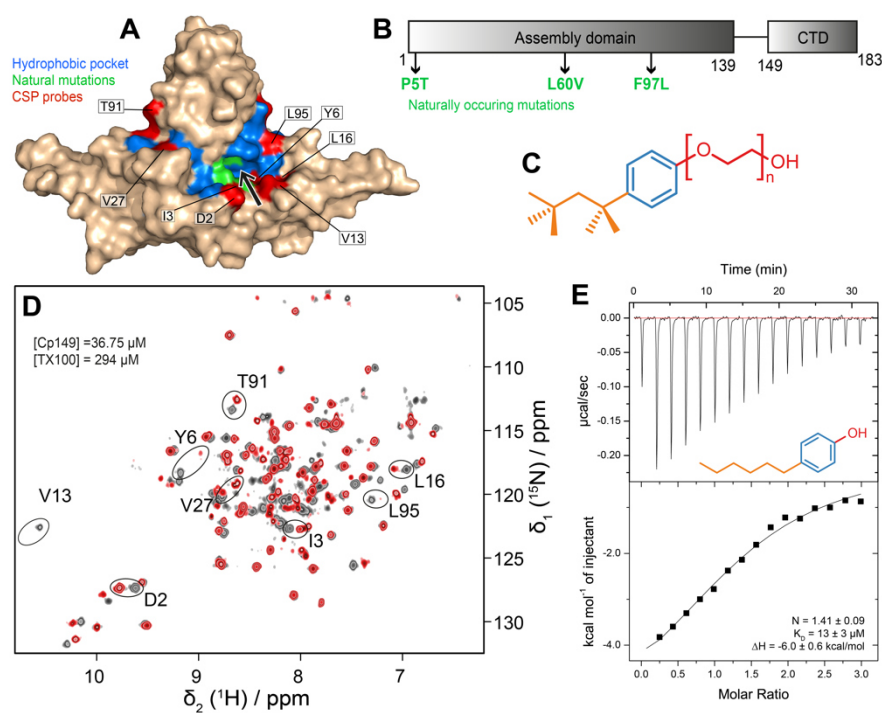 A
Hydrophobic pocket
Natural mutations
CSP probes
T91
L95
Y6
L16
V27
I3
D2
V13
B
1
Assembly domain
139
149
CTD
183
P5T
L60V
F97L
Naturally occuring mutations
C
O
OH
n
D
[Cp149] =36.75 µM
[TX100] = 294 µM
T91
Y6
V13
V27
L16
L95
I3
D2
105
110
115
120
125
130
δ₁ (¹⁵N) / ppm
10
9
8
7
δ₂ (¹H) / ppm
E
Time (min)
0
10
20
30
0.00
-0.05
-0.10
-0.15
-0.20
µcal/sec
OH
-2.0
-4.0
kcal mol⁻¹ of injectant
N = 1.41 ± 0.09
K_D = 13 ± 3 µM
ΔH = -6.0 ± 0.6 kcal/mol
0.0
0.5
1.0
1.5
2.0
2.5
3.0
Molar Ratio